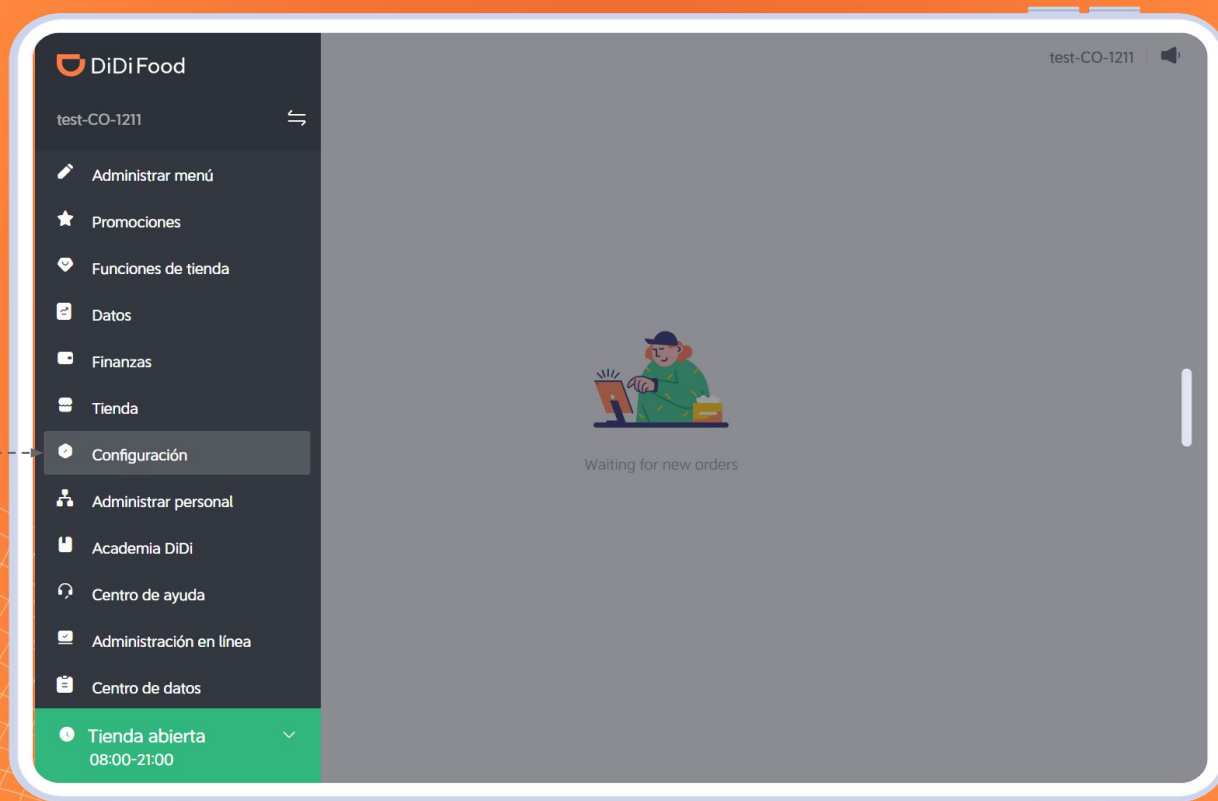 DiDi Food
test-CO-1211
test-CO-1211
Administrar menú
Promociones
Funciones de tienda
Datos
Finanzas
Tienda
Configuración
Administrar personal
Academia DiDi
Centro de ayuda
Administración en línea
Centro de datos
Tienda abierta
08:00-21:00
Waiting for new orders